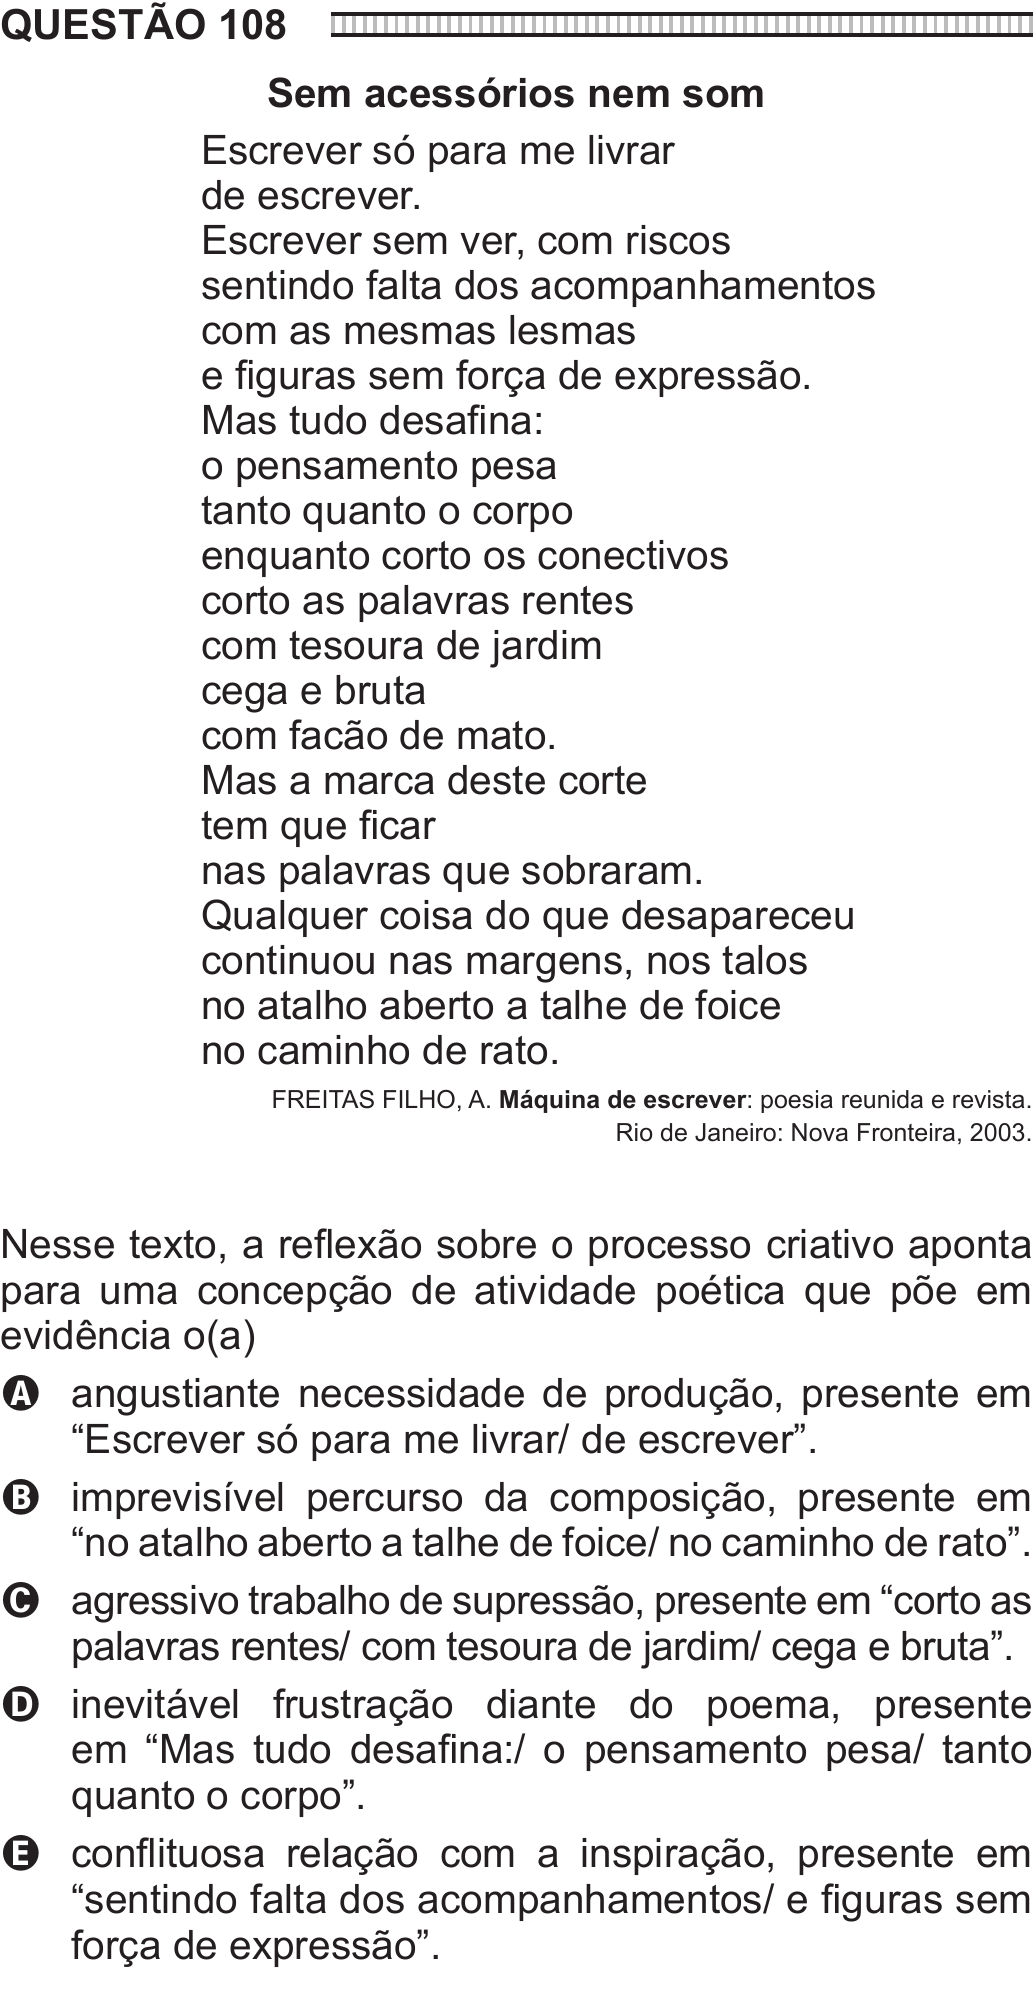 QUESTÃO 108
Sem acessórios nem som
Escrever só para me livrar
de escrever.
Escrever sem ver, com riscos
sentindo falta dos acompanhamentos
com as mesmas lesmas
e figuras sem força de expressão.
Mas tudo desafina:
o pensamento pesa
tanto quanto o corpo
enquanto corto os conectivos
corto as palavras rentes
com tesoura de jardim
cega e bruta
com facão de mato.
Mas a marca deste corte
tem que ficar
nas palavras que sobraram.
Qualquer coisa do que desapareceu
continuou nas margens, nos talos
no atalho aberto a talhe de foice
no caminho de rato.
FREITAS FILHO, A. Máquina de escrever: poesia reunida e revista.
Rio de Janeiro: Nova Fronteira, 2003.
Nesse texto, a reflexão sobre o processo criativo aponta
para uma concepção de atividade poética que põe em
evidência o(a)
A angustiante necessidade de produção, presente em
“Escrever só para me livrar/ de escrever”.
B imprevisível percurso da composição, presente em
“no atalho aberto a talhe de foice/ no caminho de rato”.
C agressivo trabalho de supressão, presente em “corto as
palavras rentes/ com tesoura de jardim/ cega e bruta”.
D inevitável frustração diante do poema, presente
em “Mas tudo desafina:/ o pensamento pesa/ tanto
quanto o corpo”.
E conflituosa relação com a inspiração, presente em
“sentindo falta dos acompanhamentos/ e figuras sem
força de expressão”.